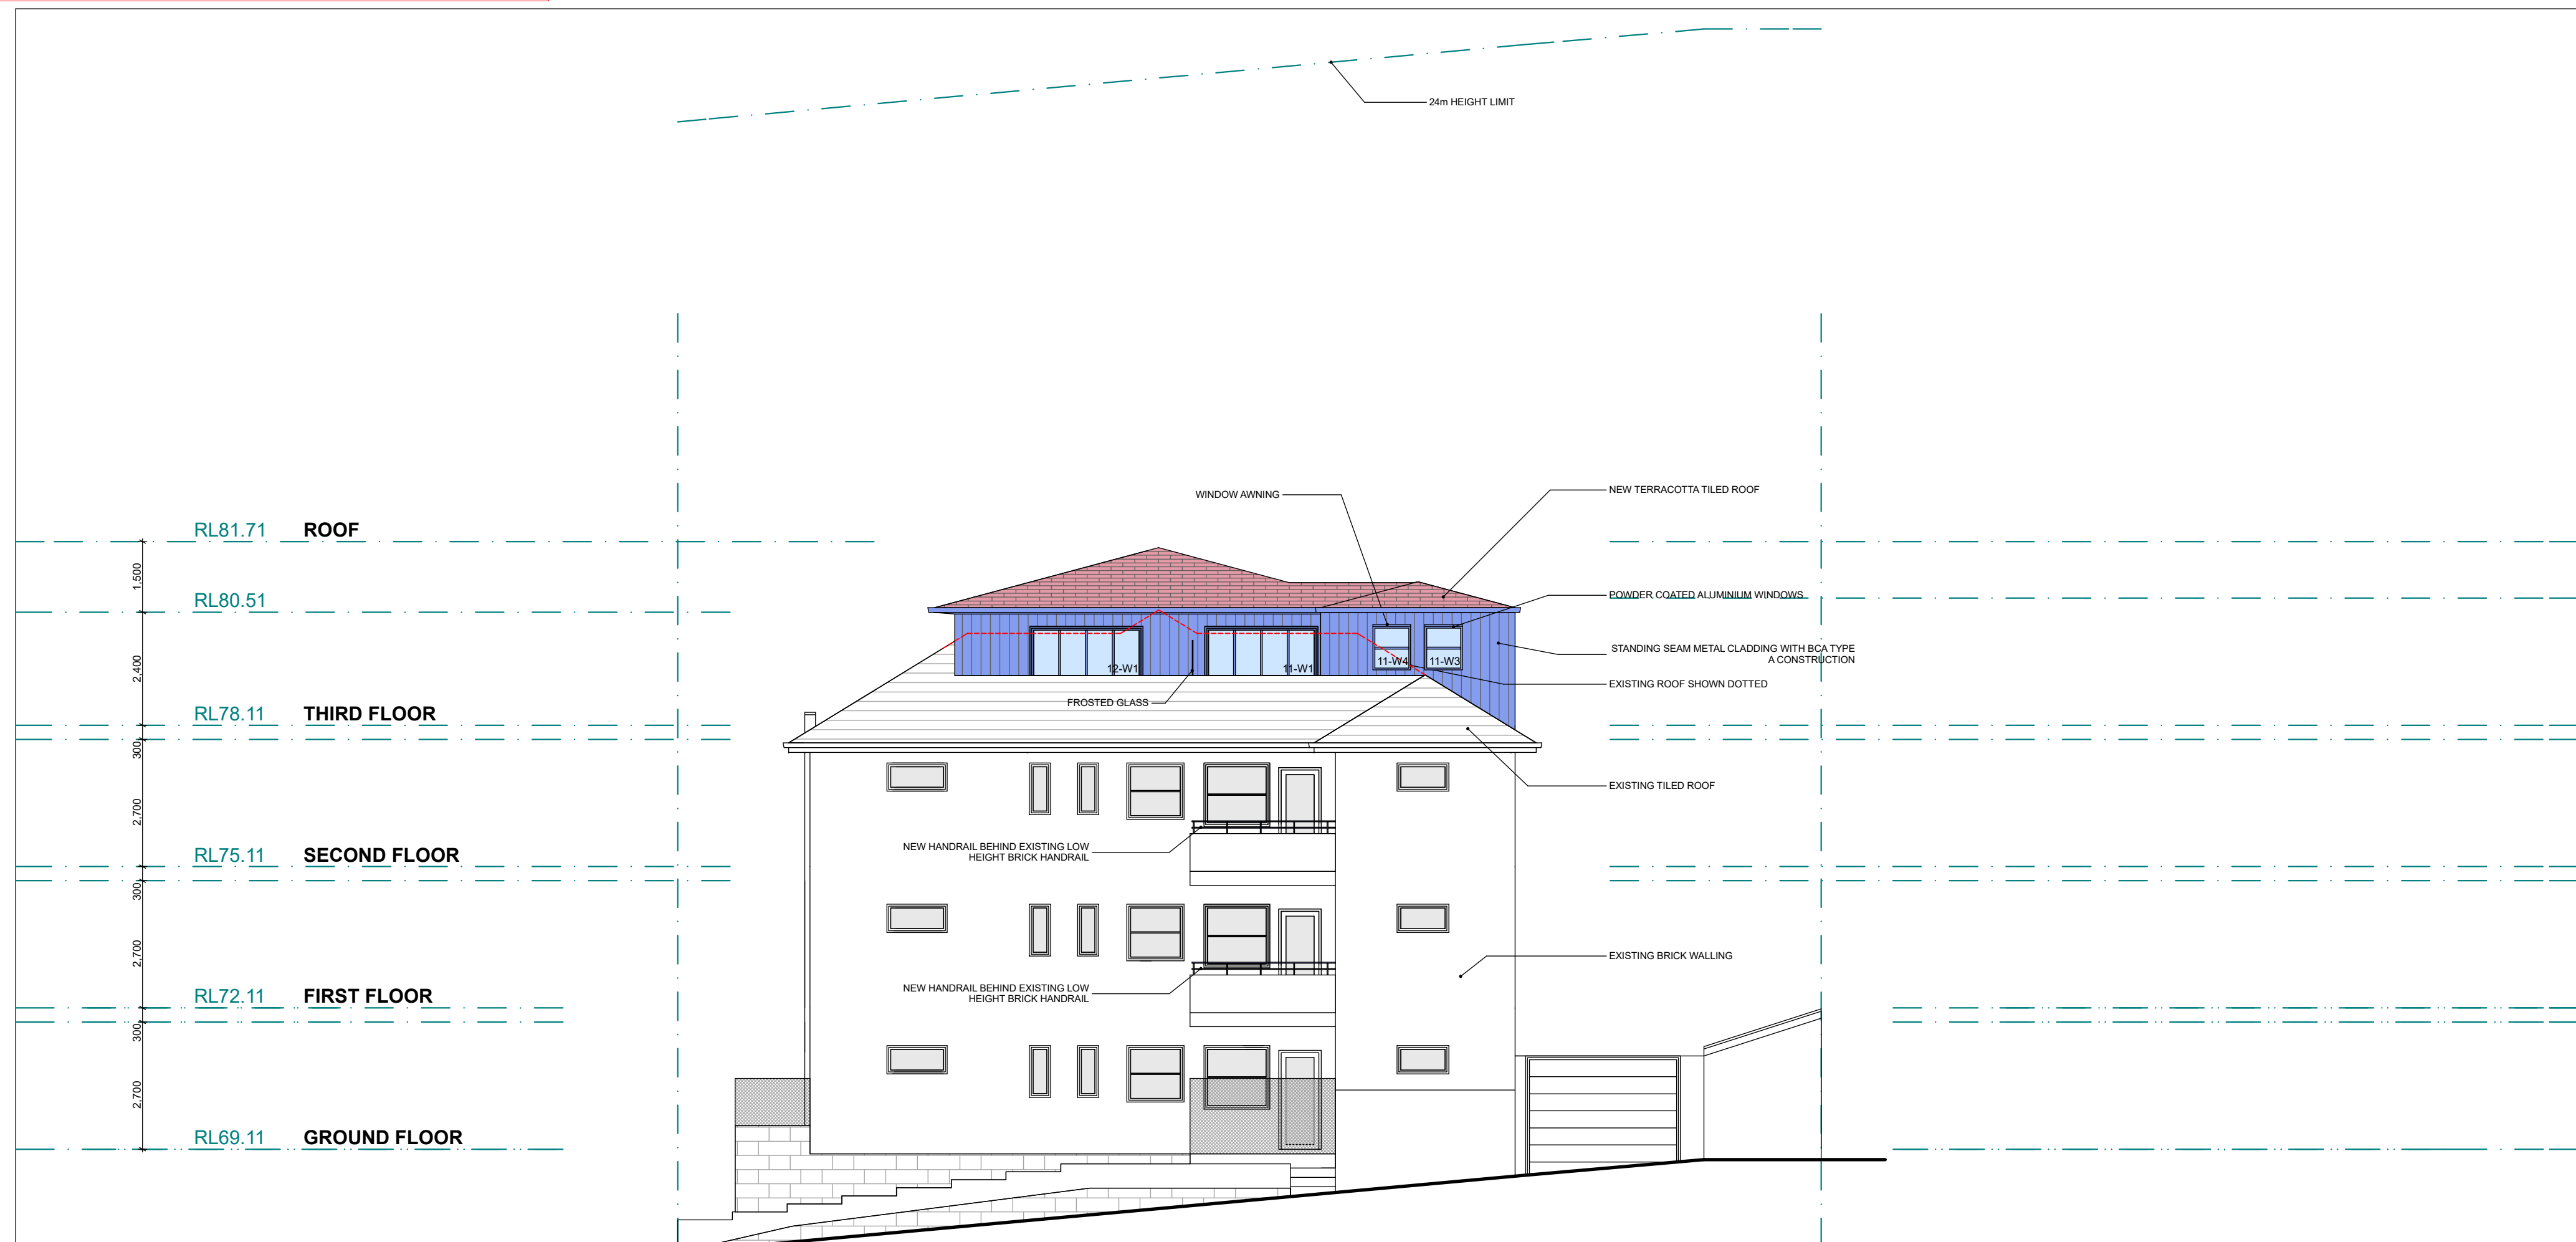 24m HEIGHT LIMIT
WINDOW AWNING
NEW TERRACOTTA TILED ROOF
RL81.71 ROOF
1,500
RL80.51
POWDER COATED ALUMINIUM WINDOWS
2,400
12-W1
11-W1
11-W4
11-W3
STANDING SEAM METAL CLADDING WITH BCA TYPE
A CONSTRUCTION
EXISTING ROOF SHOWN DOTTED
FROSTED GLASS
RL78.11 THIRD FLOOR
300
EXISTING TILED ROOF
2,700
NEW HANDRAIL BEHIND EXISTING LOW
HEIGHT BRICK HANDRAIL
RL75.11 SECOND FLOOR
300
2,700
EXISTING BRICK WALLING
NEW HANDRAIL BEHIND EXISTING LOW
HEIGHT BRICK HANDRAIL
RL72.11 FIRST FLOOR
300
2,700
RL69.11 GROUND FLOOR